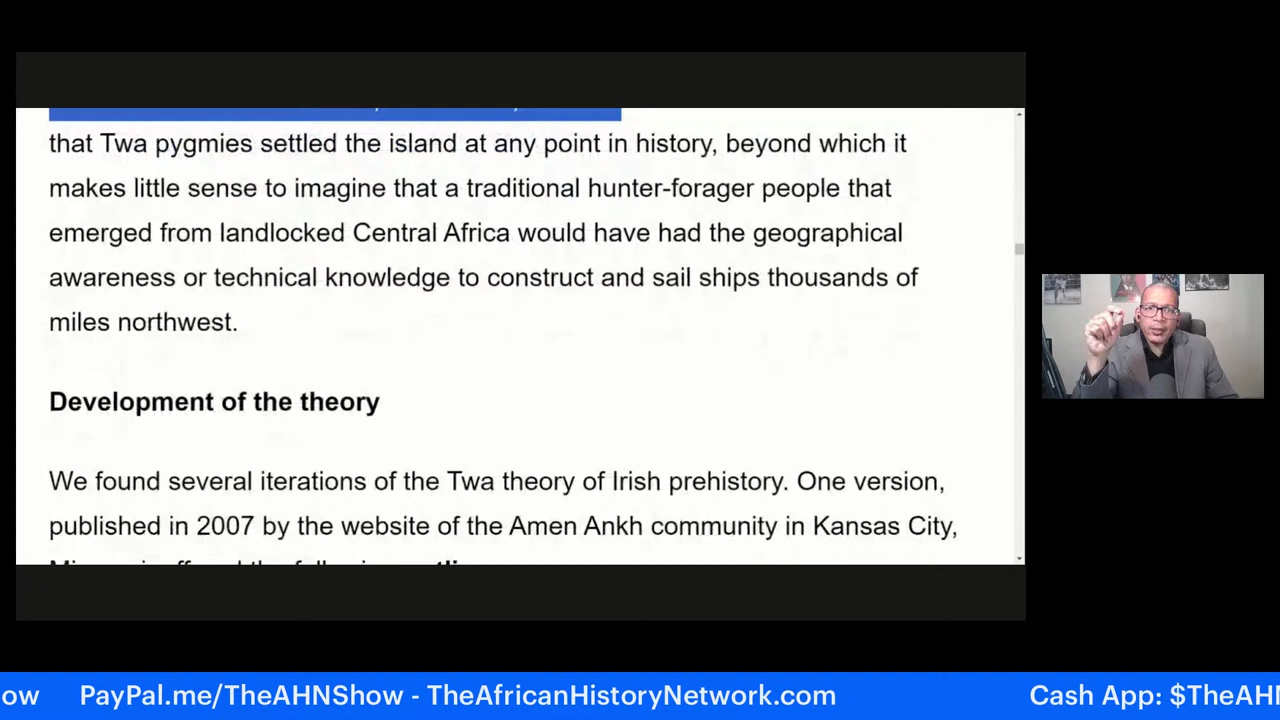 that Twa pygmies settled the island at any point in history, beyond which it
makes little sense to imagine that a traditional hunter-forager people that
emerged from landlocked Central Africa would have had the geographical
awareness or technical knowledge to construct and sail ships thousands of
miles northwest.
Development of the theory
We found several iterations of the Twa theory of Irish prehistory. One version,
published in 2007 by the website of the Amen Ankh community in Kansas City,
ow PayPal.me/TheAHNShow - TheAfricanHistoryNetwork.com Cash App: $TheAHN